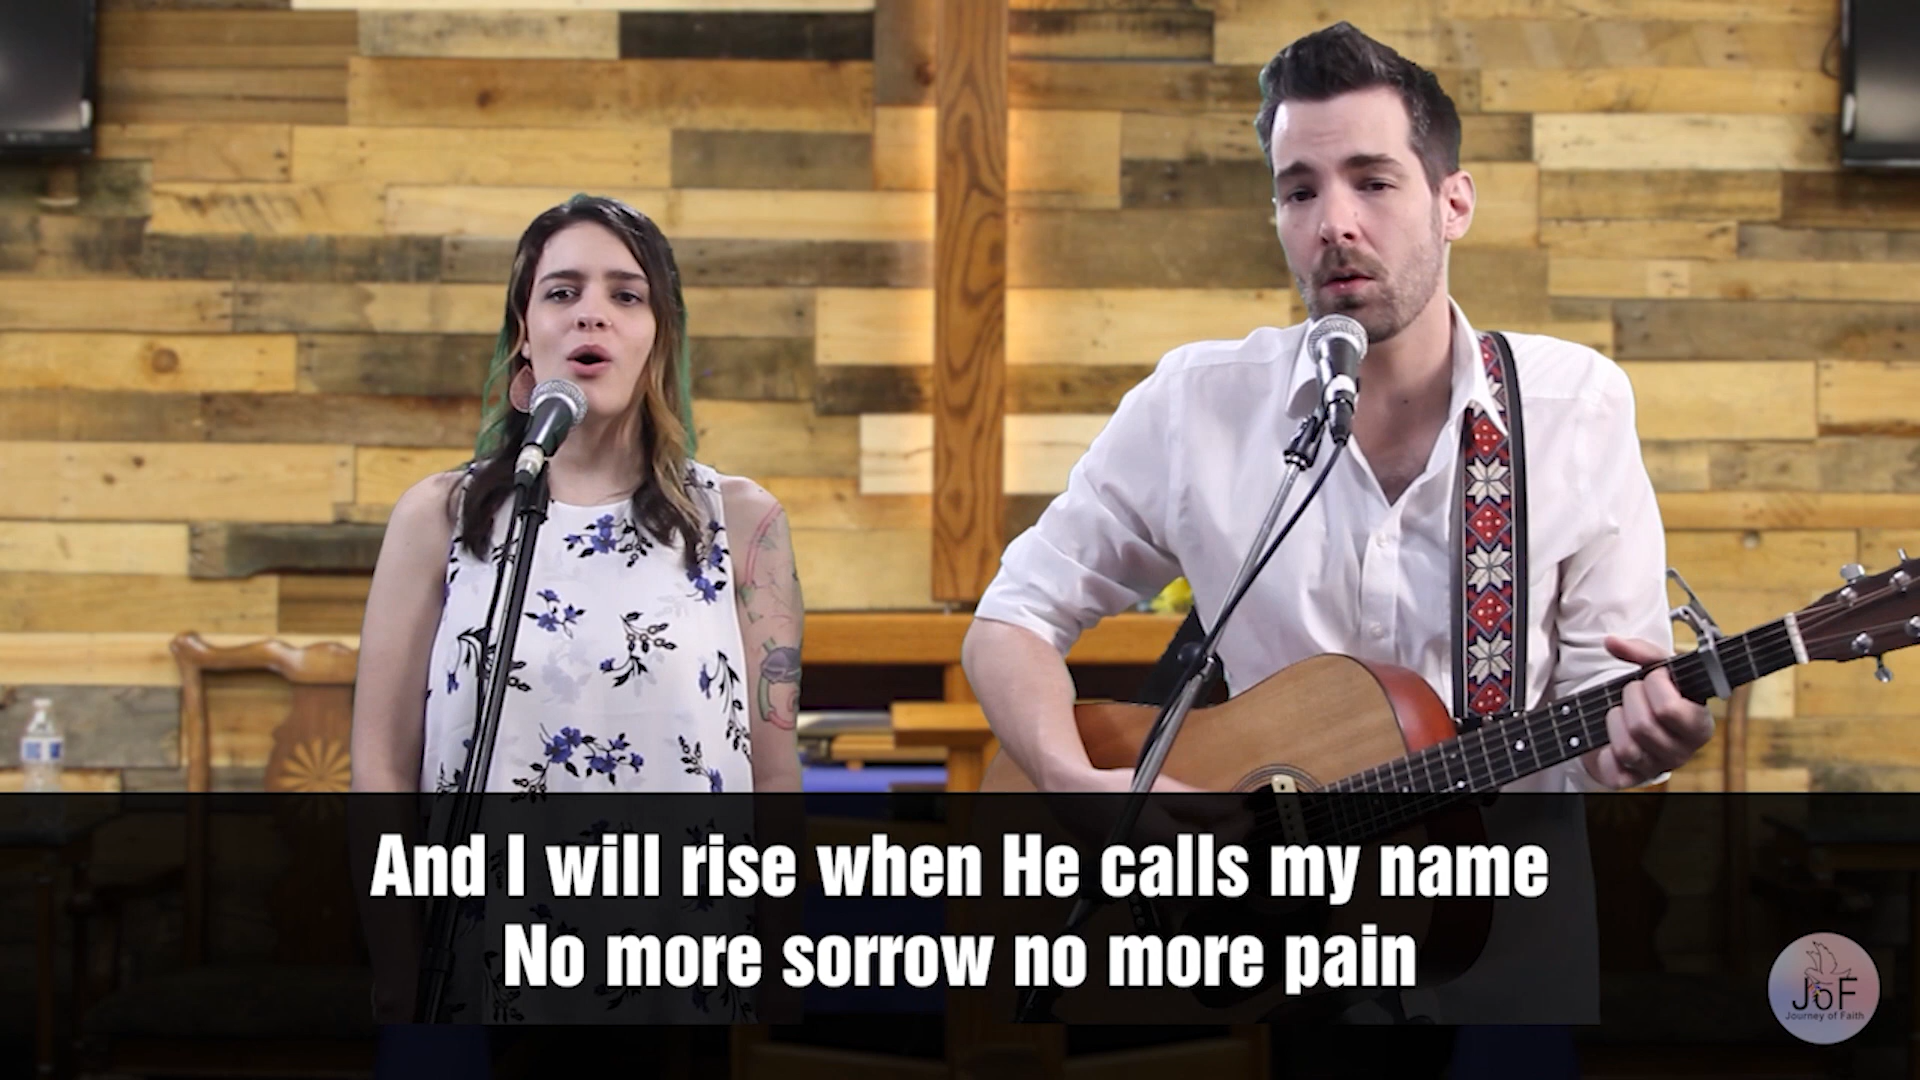 And I will rise when He calls my name
No more sorrow no more pain
JoF
Journey of Faith